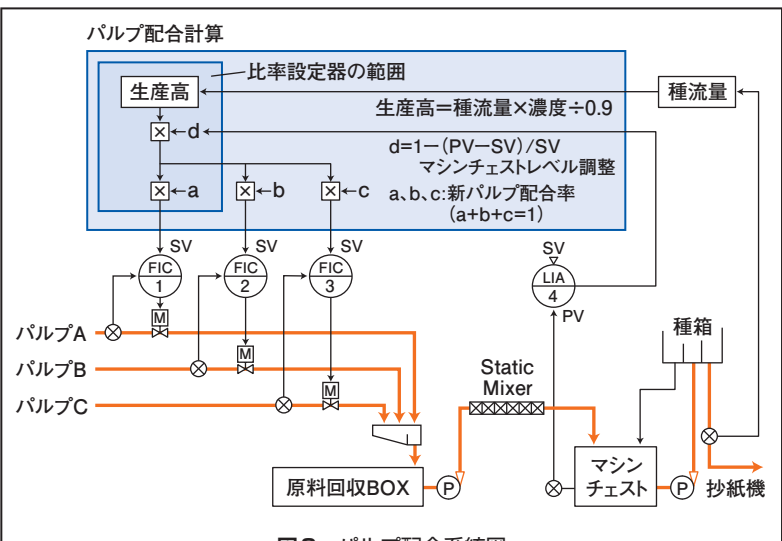 パルプ配合計算
比率設定器の範囲
生産高
種流量
生産高=種流量×濃度÷0.9
×
d
d=1-(PV-SV)/SV
マシンチェストレベル調整
× a
× b
× c
a、b、c:新パルプ配合率
(a+b+c=1)
SV
SV
SV
SV
FIC
1
FIC
2
FIC
3
LIA
4
PV
M
M
M
パルプA
パルプB
パルプC
種箱
Static
Mixer
原料回収BOX
P
マシン
チェスト
P
抄紙機